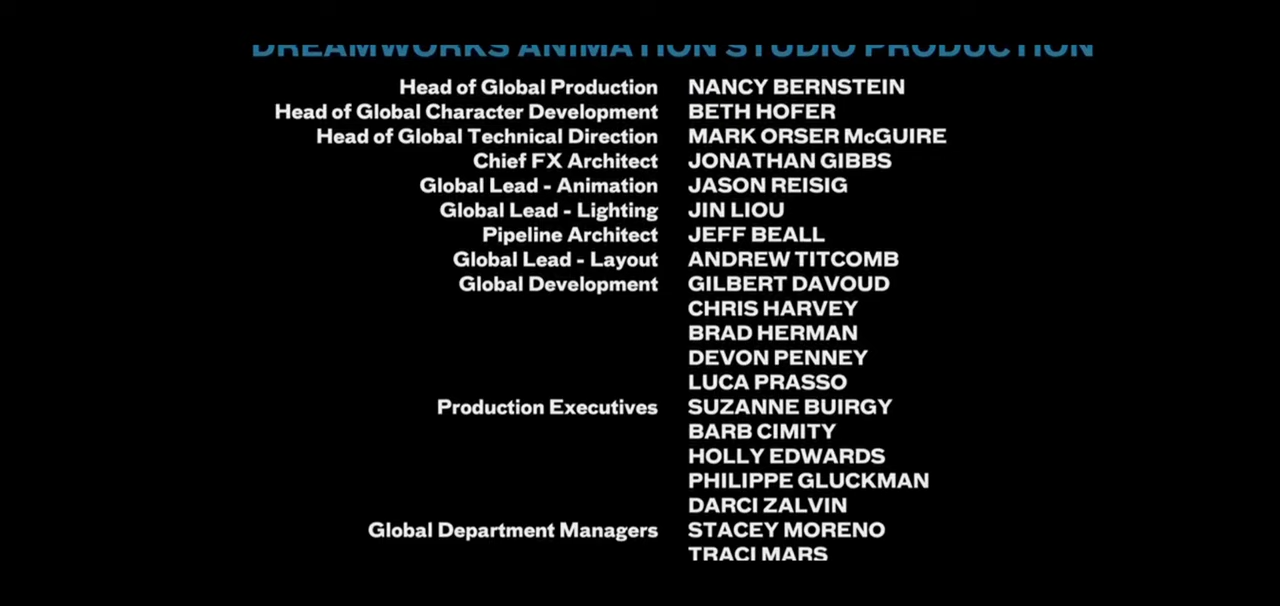 DREAMWORKS ANIMATION STUDIO PRODUCTION
Head of Global Production NANCY BERNSTEIN
Head of Global Character Development BETH HOFER
Head of Global Technical Direction MARK ORSER McGUIRE
Chief FX Architect JONATHAN GIBBS
Global Lead - Animation JASON REISIG
Global Lead - Lighting JIN LIOU
Pipeline Architect JEFF BEALL
Global Lead - Layout ANDREW TITCOMB
Global Development GILBERT DAVOUD
CHRIS HARVEY
BRAD HERMAN
DEVON PENNEY
LUCA PRASSO
Production Executives SUZANNE BUIRGY
BARB CIMITY
HOLLY EDWARDS
PHILIPPE GLUCKMAN
DARCI ZALVIN
Global Department Managers STACEY MORENO
TRACI MARS